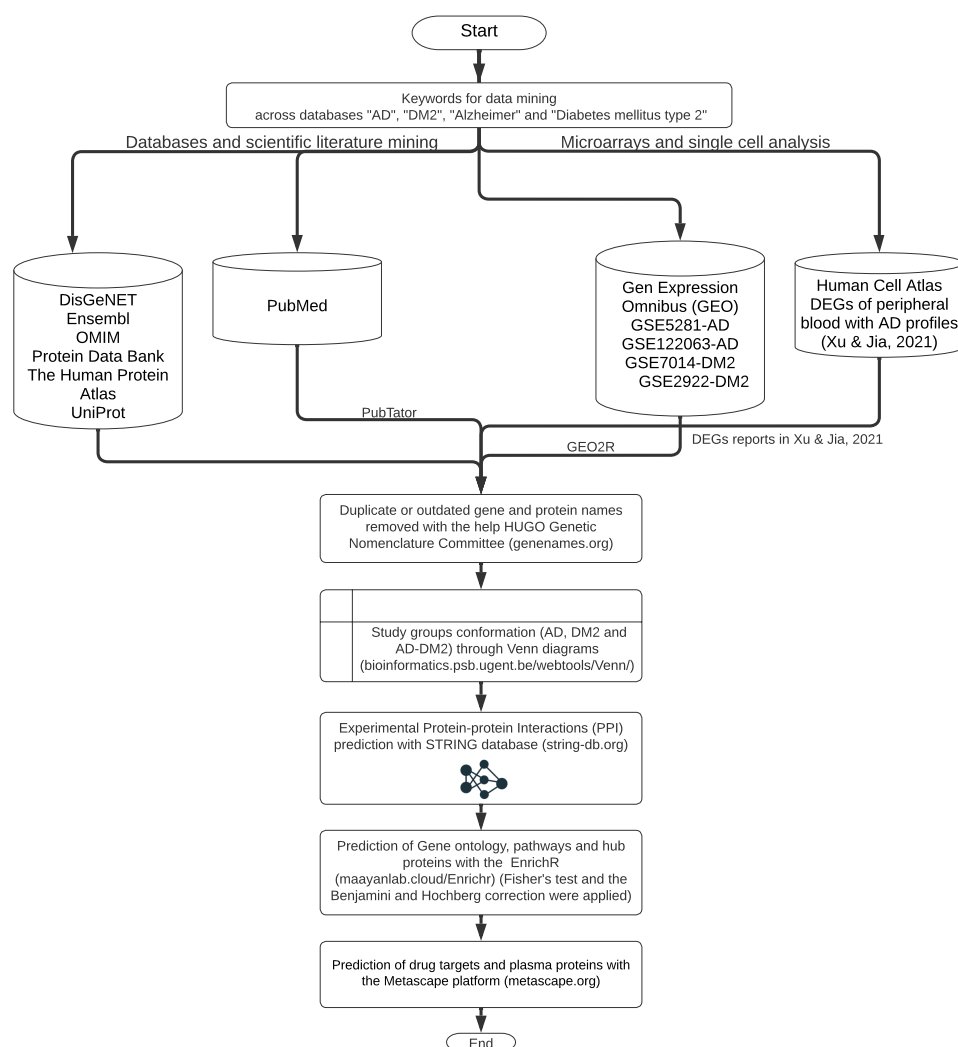 Start
Keywords for data mining
across databases "AD", "DM2", "Alzheimer" and "Diabetes mellitus type 2"
Databases and scientific literature mining
Microarrays and single cell analysis
DisGeNET
Ensembl
OMIM
Protein Data Bank
The Human Protein
Atlas
UniProt
PubMed
Gen Expression
Omnibus (GEO)
GSE5281-AD
GSE122063-AD
GSE7014-DM2
GSE2922-DM2
Human Cell Atlas
DEGs of peripheral
blood with AD profiles
(Xu & Jia, 2021)
PubTator
GEO2R
DEGs reports in Xu & Jia, 2021
Duplicate or outdated gene and protein names
removed with the help HUGO Genetic
Nomenclature Committee (genenames.org)
Study groups conformation (AD, DM2 and
AD-DM2) through Venn diagrams
(bioinformatics.psb.ugent.be/webtools/Venn/)
Experimental Protein-protein Interactions (PPI)
prediction with STRING database (string-db.org)
Prediction of Gene ontology, pathways and hub
proteins with the EnrichR
(maayanlab.cloud/Enrichr) (Fisher's test and the
Benjamini and Hochberg correction were applied)
Prediction of drug targets and plasma proteins with
the Metascape platform (metascape.org)
End